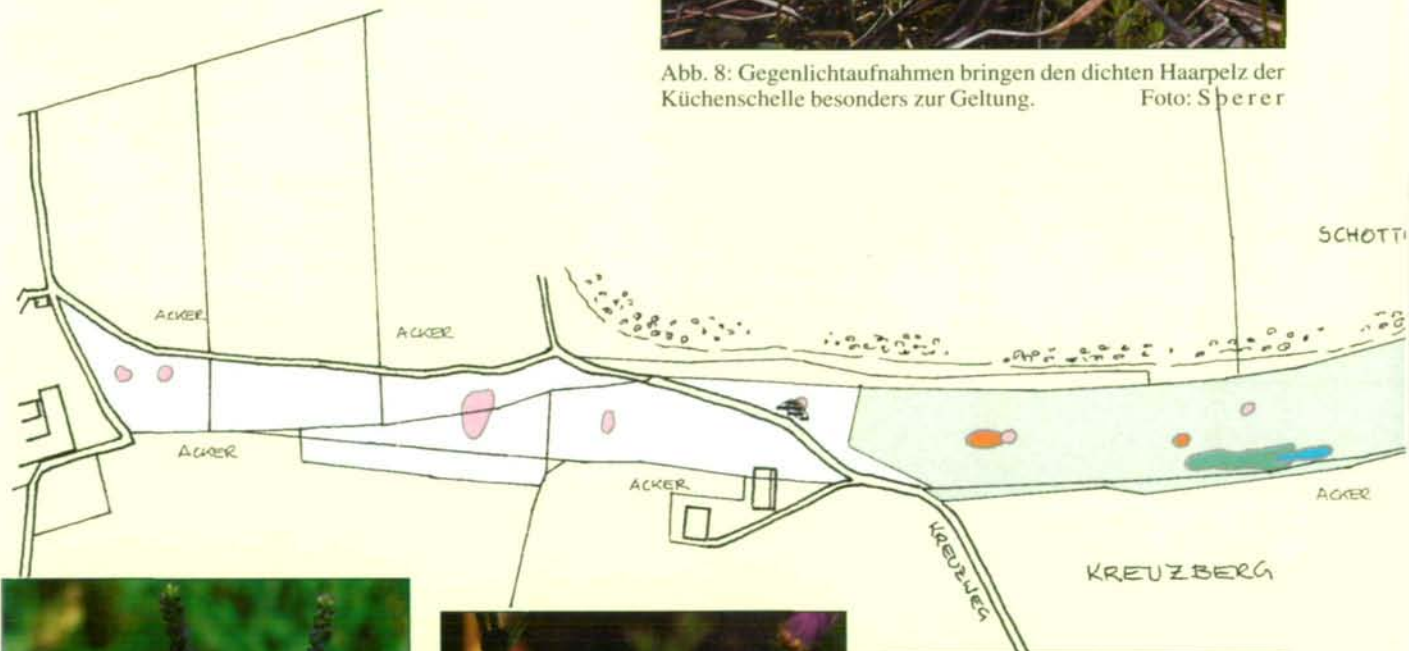 Abb. 8: Gegenlichtaufnahmen bringen den dichten Haarpelz der
Küchenschelle besonders zur Geltung. Foto: Sperer
SCHOTTI
ACKER
ACKER
ACKER
ACKER
ACKER
KREUZWEG
KREUZBERG